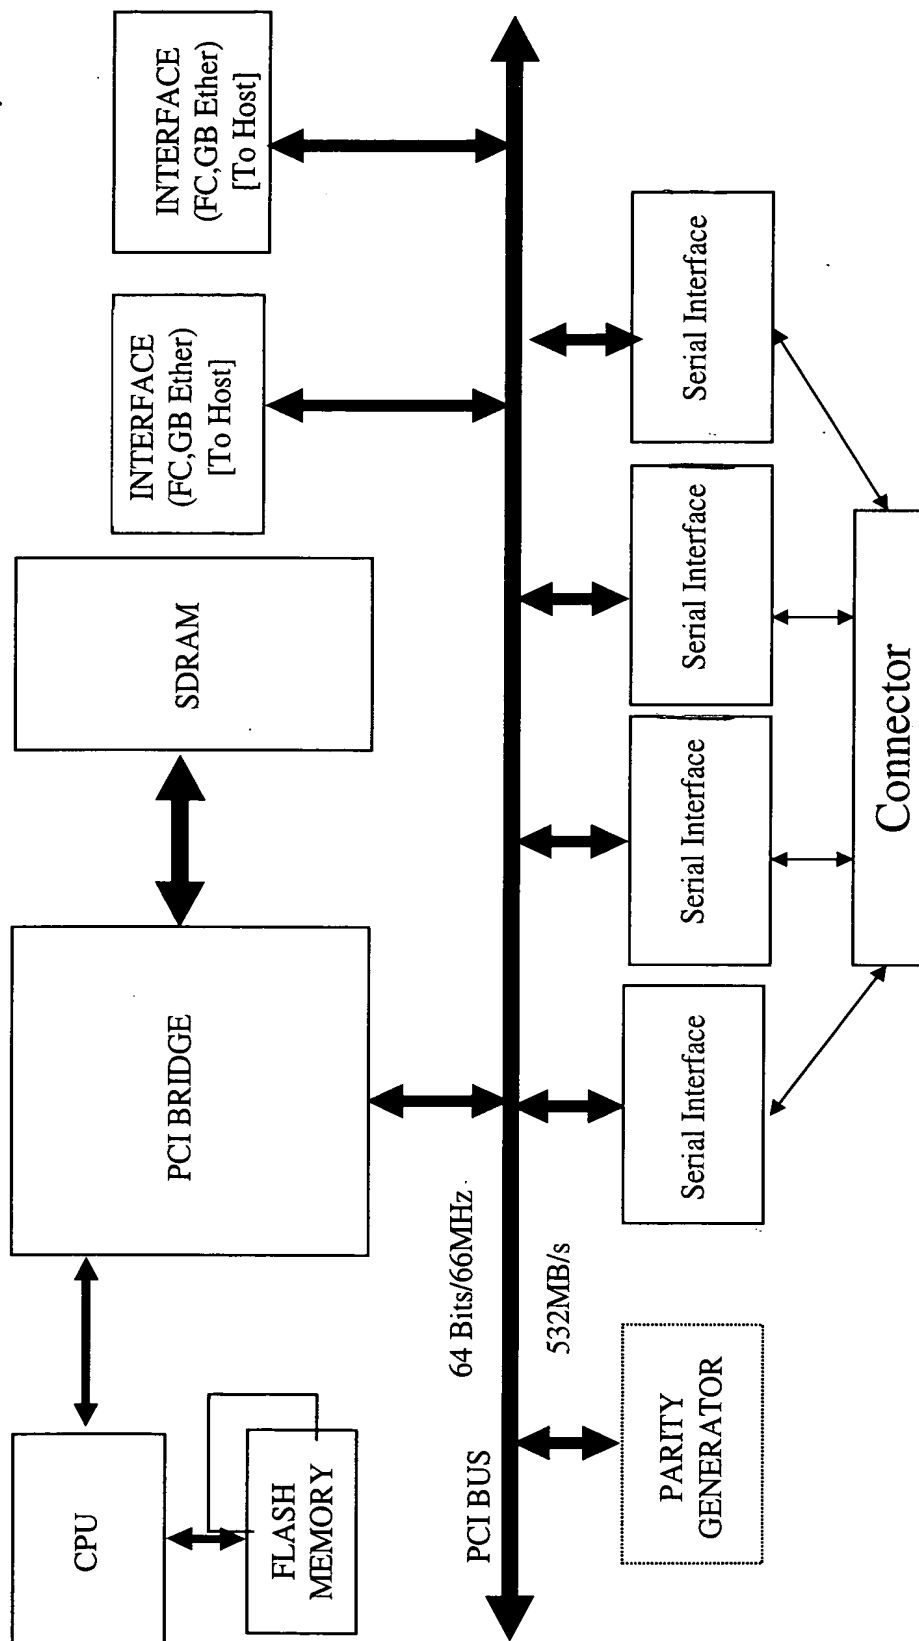 CPU
FLASH
MEMORY
PCI BRIDGE
SDRAM
INTERFACE
(FC,GB Ether)
[To Host]
INTERFACE
(FC,GB Ether)
[To Host]
PCI BUS
64 Bits/66MHz
532MB/s
PARITY
GENERATOR
Serial Interface
Serial Interface
Serial Interface
Serial Interface
Connector